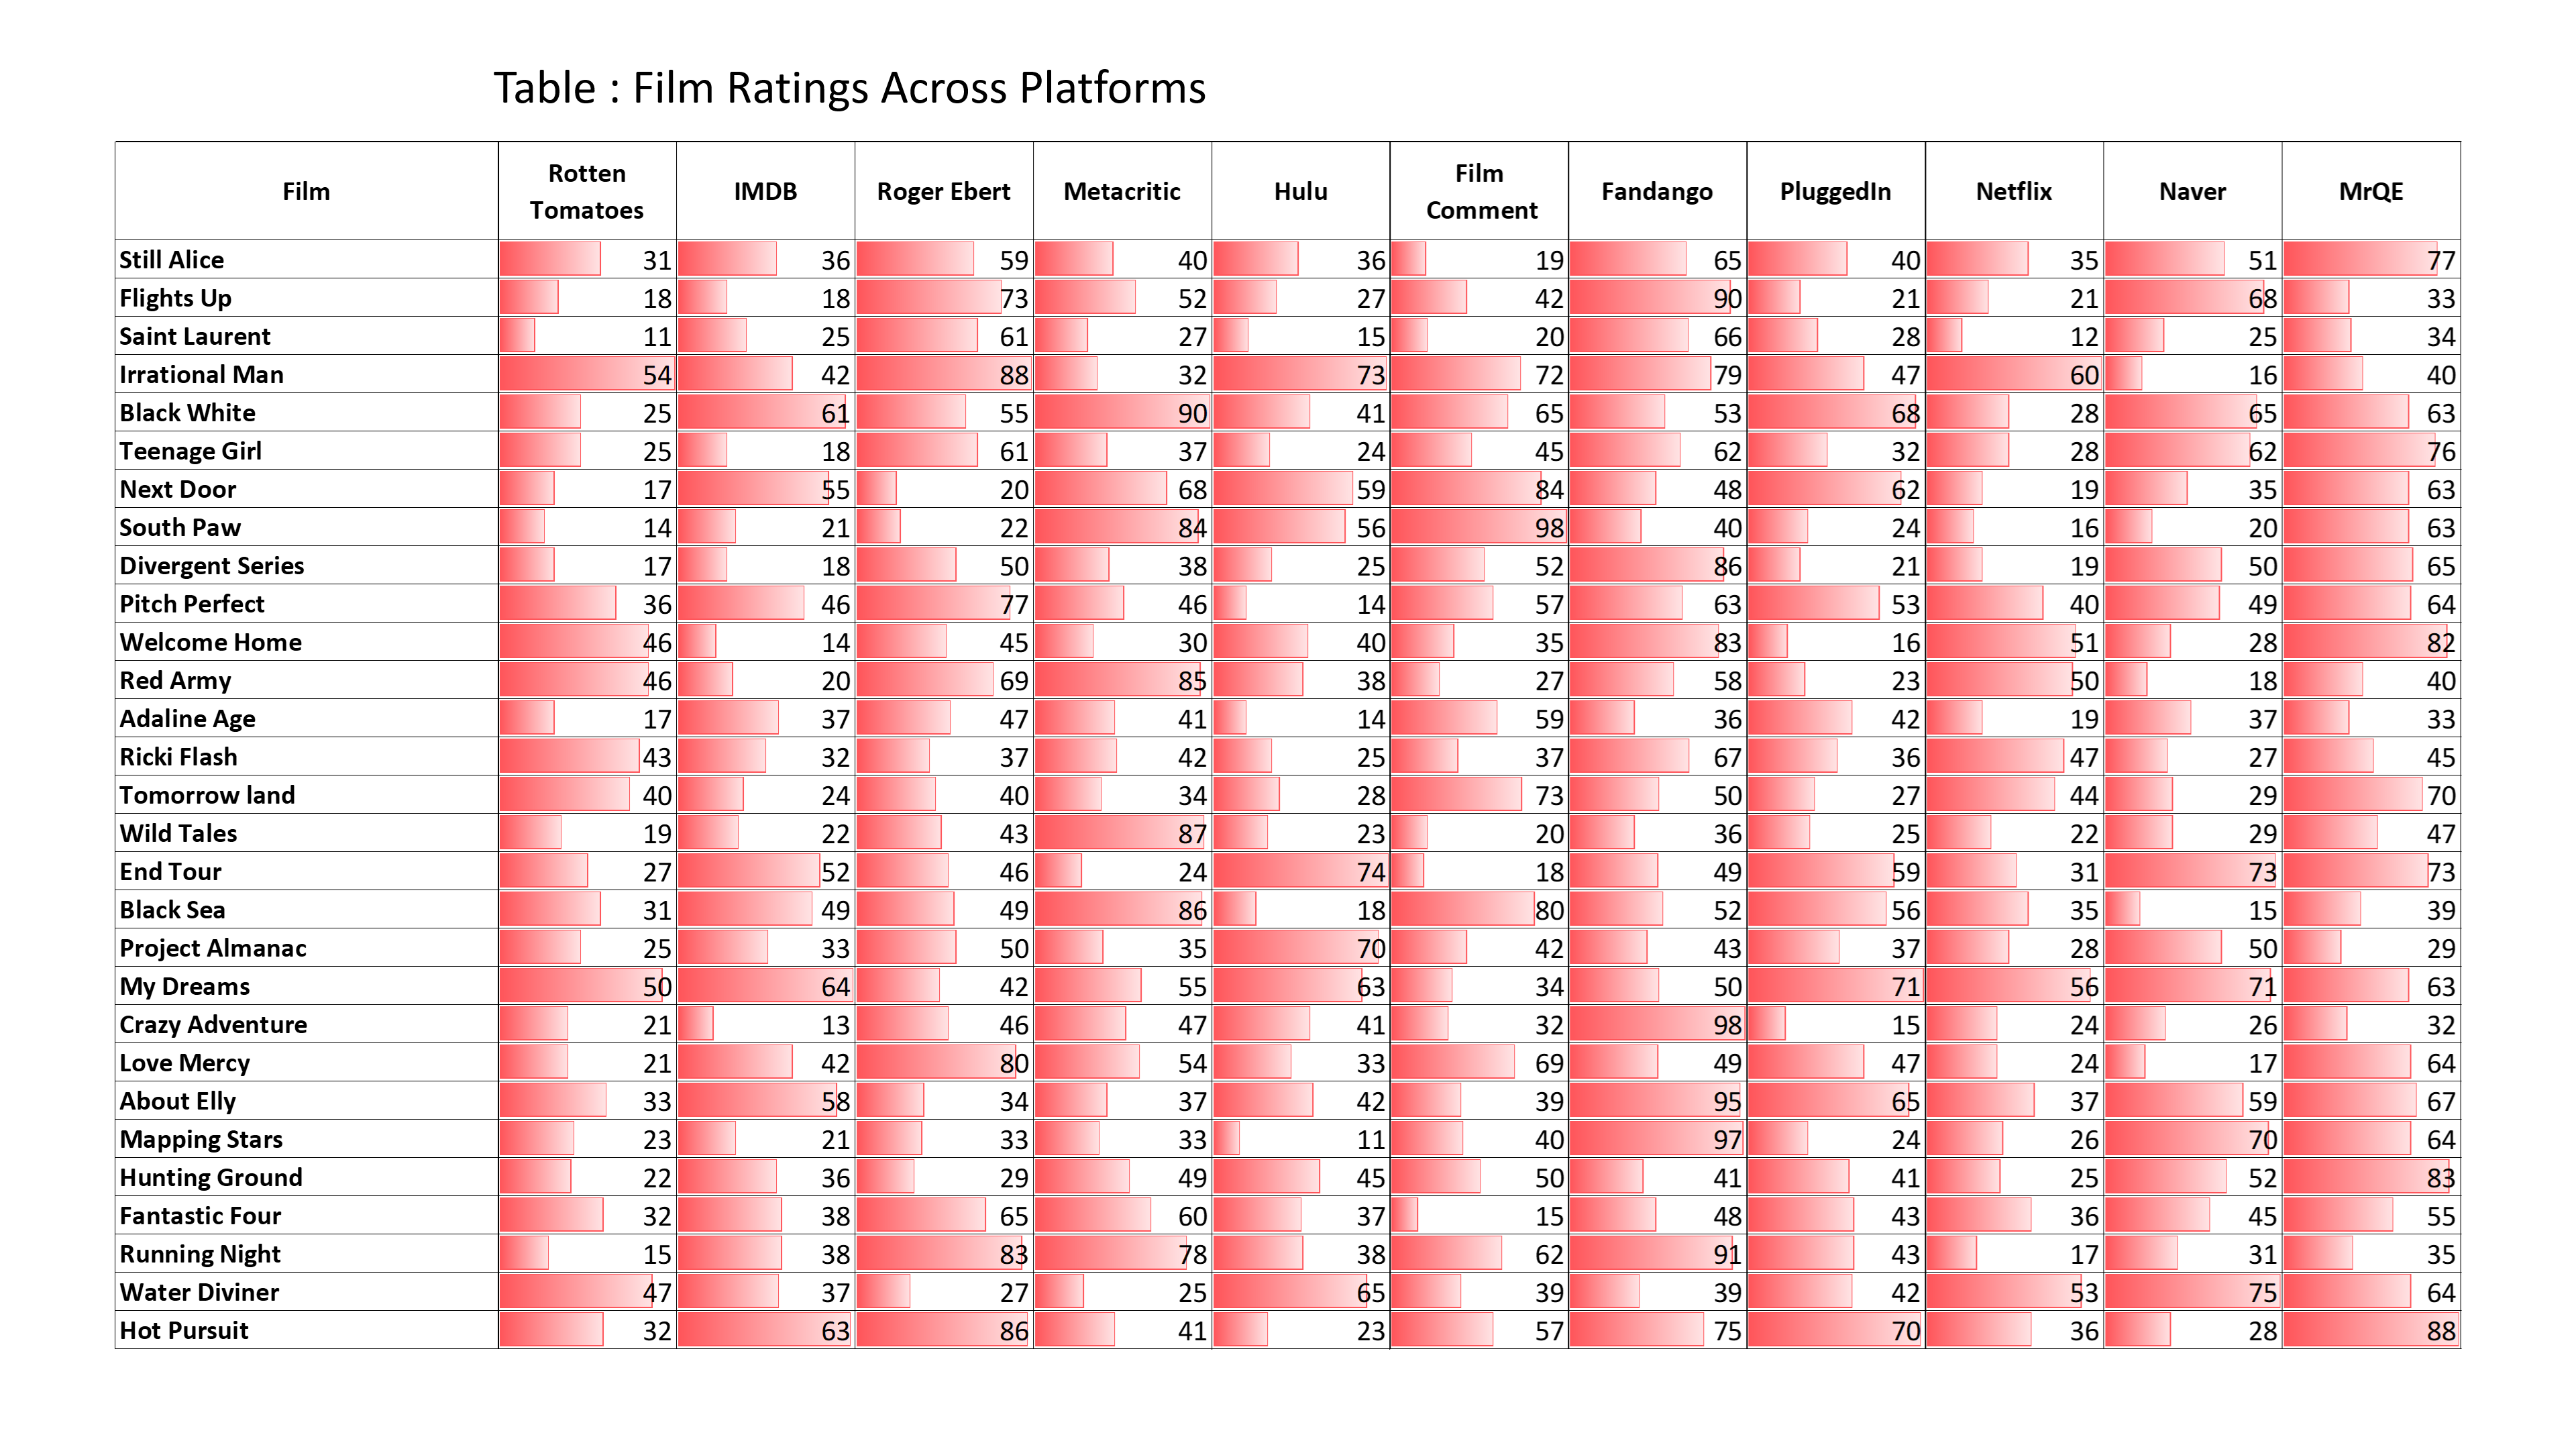 Table : Film Ratings Across Platforms
Film Rotten Tomatoes IMDB Roger Ebert Metacritic Hulu Film Comment Fandango PluggedIn Netflix Naver MrQE
Still Alice 31 36 59 40 36 19 65 40 35 51 77
Flights Up 18 18 73 52 27 42 90 21 21 68 33
Saint Laurent 11 25 61 27 15 20 66 28 12 25 34
Irrational Man 54 42 88 32 73 72 79 47 60 16 40
Black White 25 61 55 90 41 65 53 68 28 65 63
Teenage Girl 25 18 61 37 24 45 62 32 28 62 76
Next Door 17 55 20 68 59 84 48 62 19 35 63
South Paw 14 21 22 84 56 98 40 24 16 20 63
Divergent Series 17 18 50 38 25 52 86 21 19 50 65
Pitch Perfect 36 46 77 46 14 57 63 53 40 49 64
Welcome Home 46 14 45 30 40 35 83 16 51 28 82
Red Army 46 20 69 85 38 27 58 23 50 18 40
Adaline Age 17 37 47 41 14 59 36 42 19 37 33
Ricki Flash 43 32 37 42 25 37 67 36 47 27 45
Tomorrow land 40 24 40 34 28 73 50 27 44 29 70
Wild Tales 19 22 43 87 23 20 36 25 22 29 47
End Tour 27 52 46 24 74 18 49 59 31 73 73
Black Sea 31 49 49 86 18 80 52 56 35 15 39
Project Almanac 25 33 50 35 70 42 43 37 28 50 29
My Dreams 50 64 42 55 63 34 50 71 56 71 63
Crazy Adventure 21 13 46 47 41 32 98 15 24 26 32
Love Mercy 21 42 80 54 33 69 49 47 24 17 64
About Elly 33 58 34 37 42 39 95 65 37 59 67
Mapping Stars 23 21 33 33 11 40 97 24 26 70 64
Hunting Ground 22 36 29 49 45 50 41 41 25 52 83
Fantastic Four 32 38 65 60 37 15 48 43 36 45 55
Running Night 15 38 83 78 38 62 91 43 17 31 35
Water Diviner 47 37 27 25 65 39 39 42 53 75 64
Hot Pursuit 32 63 86 41 23 57 75 70 36 28 88